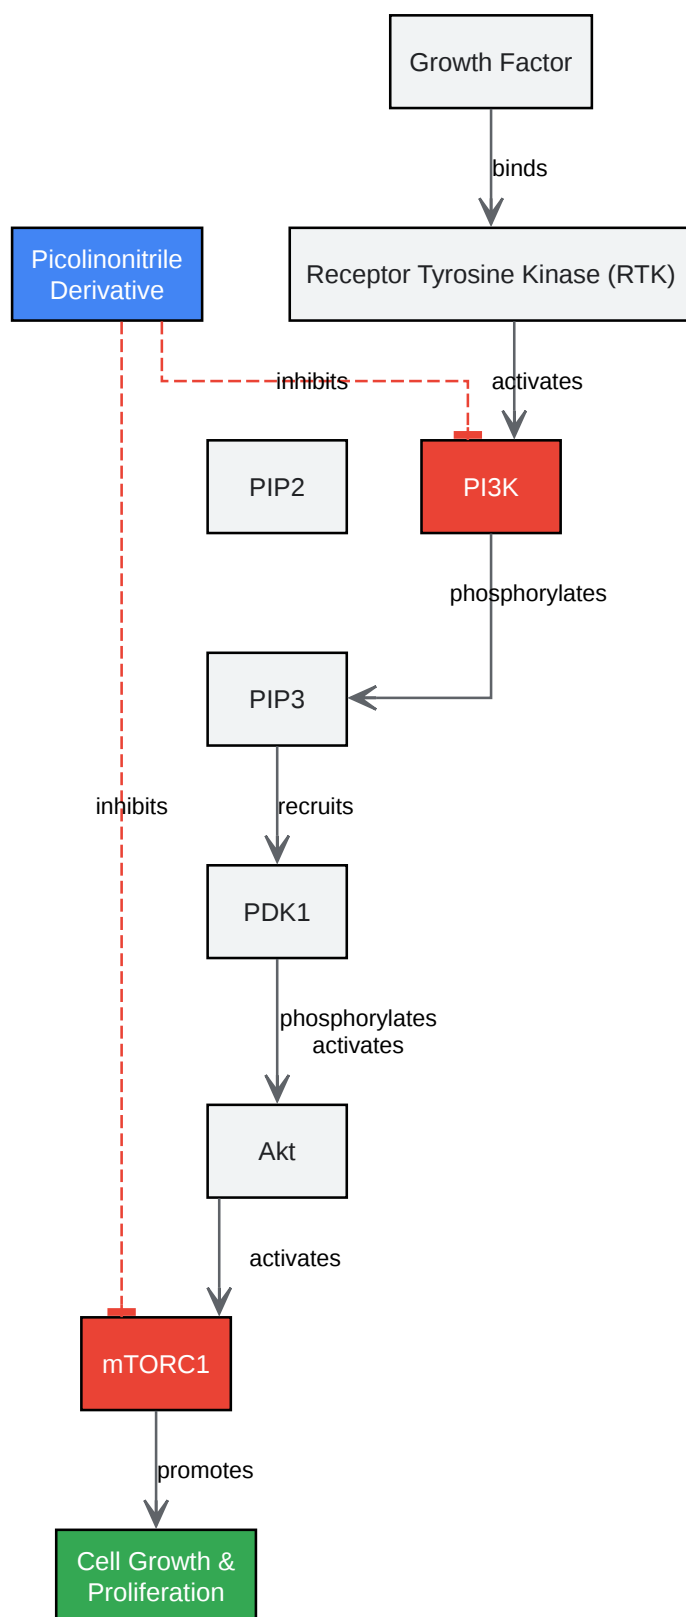 Growth Factor
binds
Picolinonitrile
Derivative
Receptor Tyrosine Kinase (RTK)
inhibits
activates
PIP2
PI3K
phosphorylates
PIP3
inhibits
recruits
PDK1
phosphorylates
activates
Akt
activates
mTORC1
promotes
Cell Growth &
Proliferation